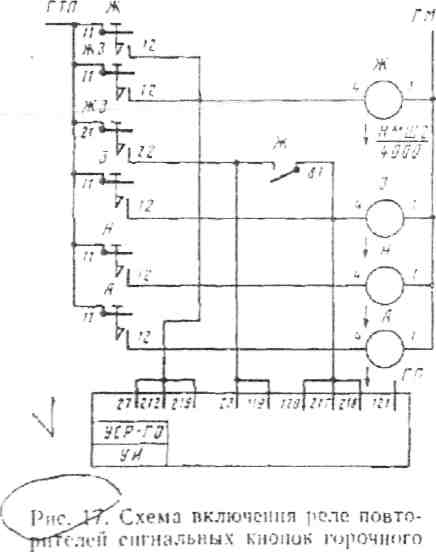 ГТП Ж ГМ
11 12
ЖЗ
11 12
Ж
4 1
НМШ2
4000
ЖЗ
21 22
Ж
81
З
11 12
З
4 1
Н
11 12
Н
4 1
А
11 12
А
4 1
ГП
27 212 219 23 119 128 217 218 121
УСР-ГО
УИ
Рис. 17. Схема включения реле повто-
рителей сигнальных кнопок горочного